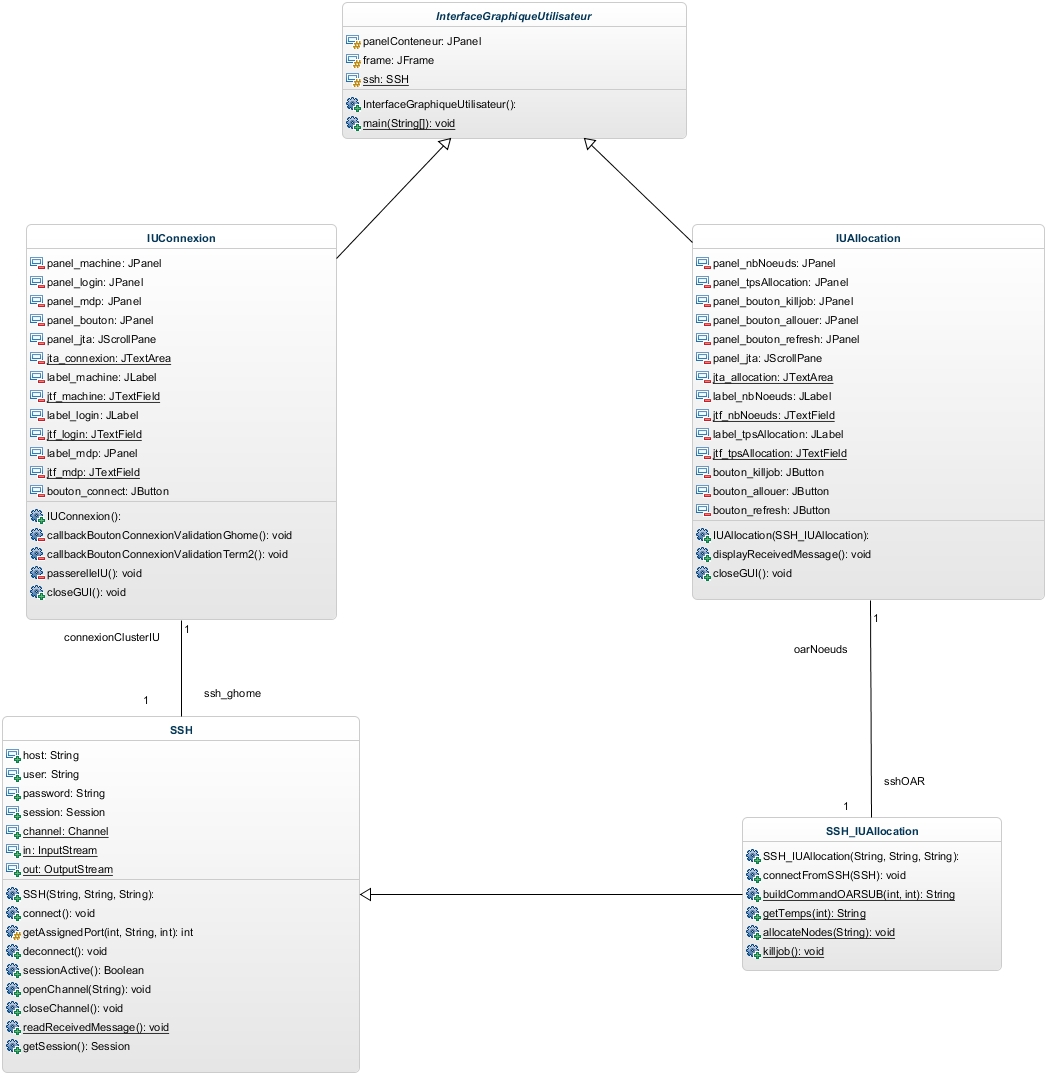 InterfaceGraphiqueUtilisateur
panelConteneur: JPanel
frame: JFrame
ssh: SSH
InterfaceGraphiqueUtilisateur():
main(String[]): void
IUConnexion
panel_machine: JPanel
panel_login: JPanel
panel_mdp: JPanel
panel_bouton: JPanel
panel_jta: JScrollPane
jta_connexion: JTextArea
label_machine: JLabel
jtf_machine: JTextField
label_login: JLabel
jtf_login: JTextField
label_mdp: JPanel
jtf_mdp: JTextField
bouton_connect: JButton
IUConnexion():
callbackBoutonConnexionValidationGhome(): void
callbackBoutonConnexionValidationTerm2(): void
passerelleIU(): void
closeGUI(): void
IUAllocation
panel_nbNoeuds: JPanel
panel_tpsAllocation: JPanel
panel_bouton_killjob: JPanel
panel_bouton_allouer: JPanel
panel_bouton_refresh: JPanel
panel_jta: JScrollPane
jta_allocation: JTextArea
label_nbNoeuds: JLabel
jtf_nbNoeuds: JTextField
label_tpsAllocation: JLabel
jtf_tpsAllocation: JTextField
bouton_killjob: JButton
bouton_allouer: JButton
bouton_refresh: JButton
IUAllocation(SSH_IUAllocation):
displayReceivedMessage(): void
closeGUI(): void
1
connexionClusterIU
ssh_ghome
1
1
oarNoeuds
sshOAR
1
SSH
host: String
user: String
password: String
session: Session
channel: Channel
in: InputStream
out: OutputStream
SSH(String, String, String):
connect(): void
getAssignedPort(int, String, int): int
deconnect(): void
sessionActive(): Boolean
openChannel(String): void
closeChannel(): void
readReceivedMessage(): void
getSession(): Session
SSH_IUAllocation
SSH_IUAllocation(String, String, String):
connectFromSSH(SSH): void
buildCommandOARSUB(int, int): String
getTemps(int): String
allocateNodes(String): void
killjob(): void